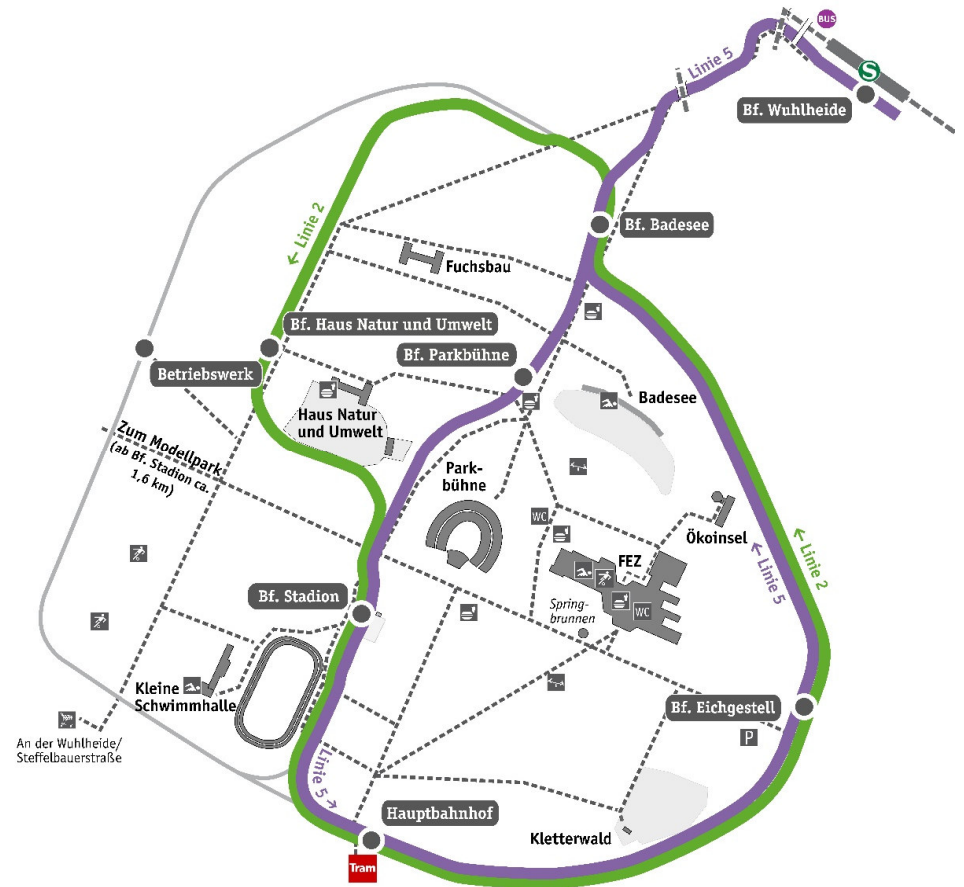 BUS
Linie 5
S
Bf. Wuhlheide
← Linie 2
Bf. Badesee
Fuchsbau
Bf. Haus Natur und Umwelt
Bf. Parkbühne
Betriebswerk
Haus Natur
und Umwelt
Badesee
Zum Modellpark
(ab Bf. Stadion ca.
1,6 km)
Park-
bühne
WC
Ökoinsel
← Linie 2
← Linie 5
FEZ
Bf. Stadion
Spring-
brunnen
WC
Kleine
Schwimmhalle
Bf. Eichgestell
P
An der Wuhlheide/
Steffelbauerstraße
Linie 5 →
Hauptbahnhof
Kletterwald
Tram